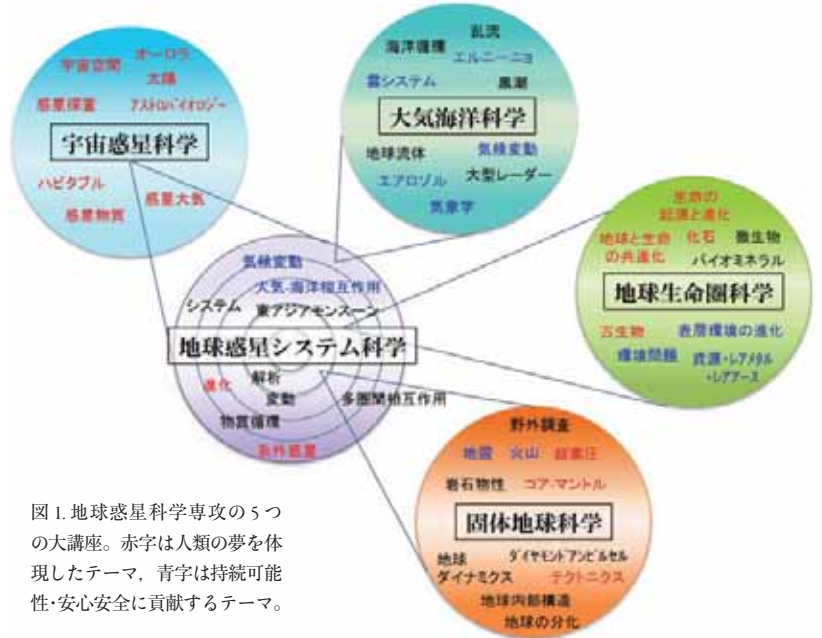 宇宙空間
オーロラ
太陽
惑星探査
アストロバイオロジー
宇宙惑星科学
ハビタブル
惑星大気
惑星物質
乱流
海洋循環
エルニーニョ
雲システム
黒潮
大気海洋科学
地球流体
気候変動
エアロゾル
大型レーダー
気象学
生命の
起源と進化
地球と生命
の共進化
化石
微生物
バイオミネラル
地球生命圏科学
古生物
表層環境の進化
環境問題
資源・レアメタル
・レアアース
気候変動
大気-海洋相互作用
システム
東アジアモンスーン
地球惑星システム科学
進化
解析
変動
多圏間相互作用
物質循環
系外惑星
野外調査
地震
火山
超高圧
岩石物性
コア-マントル
固体地球科学
地球
ダイナミクス
ダイヤモンドアンビルセル
テクトニクス
地球内部構造
地球の分化
図1. 地球惑星科学専攻の5つ
の大講座。赤字は人類の夢を体
現したテーマ，青字は持続可能
性・安心安全に貢献するテーマ。